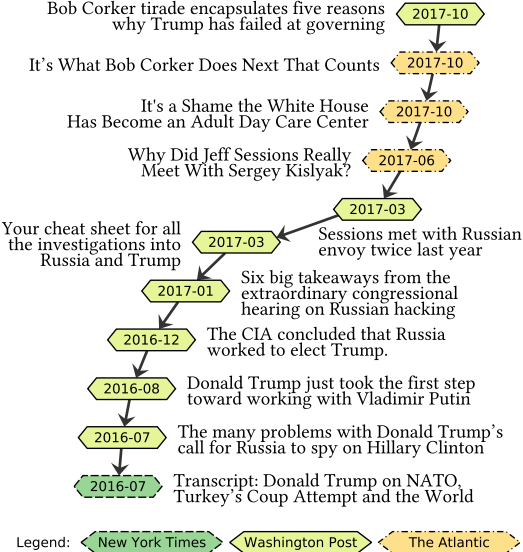 Bob Corker tirade encapsulates five reasons
why Trump has failed at governing
2017-10
It’s What Bob Corker Does Next That Counts
2017-10
It's a Shame the White House
Has Become an Adult Day Care Center
2017-10
Why Did Jeff Sessions Really
Meet With Sergey Kislyak?
2017-06
2017-03
Sessions met with Russian
envoy twice last year
Your cheat sheet for all
the investigations into
Russia and Trump
2017-03
2017-01
Six big takeaways from the
extraordinary congressional
hearing on Russian hacking
2016-12
The CIA concluded that Russia
worked to elect Trump.
2016-08
Donald Trump just took the first step
toward working with Vladimir Putin
2016-07
The many problems with Donald Trump’s
call for Russia to spy on Hillary Clinton
2016-07
Transcript: Donald Trump on NATO,
Turkey’s Coup Attempt and the World
Legend: New York Times Washington Post The Atlantic